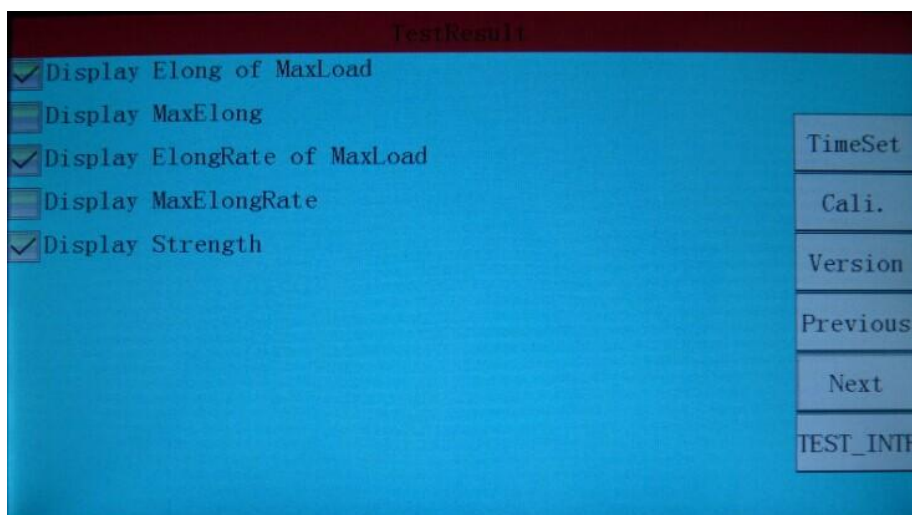 TestResult
Display Elong of MaxLoad
Display MaxElong
Display ElongRate of MaxLoad
Display MaxElongRate
Display Strength
TimeSet
Cali.
Version
Previous
Next